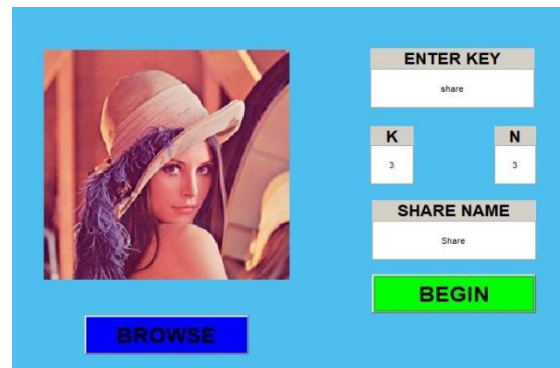 ENTER KEY
share
K
N
3
3
SHARE NAME
Share
BEGIN
BROWSE